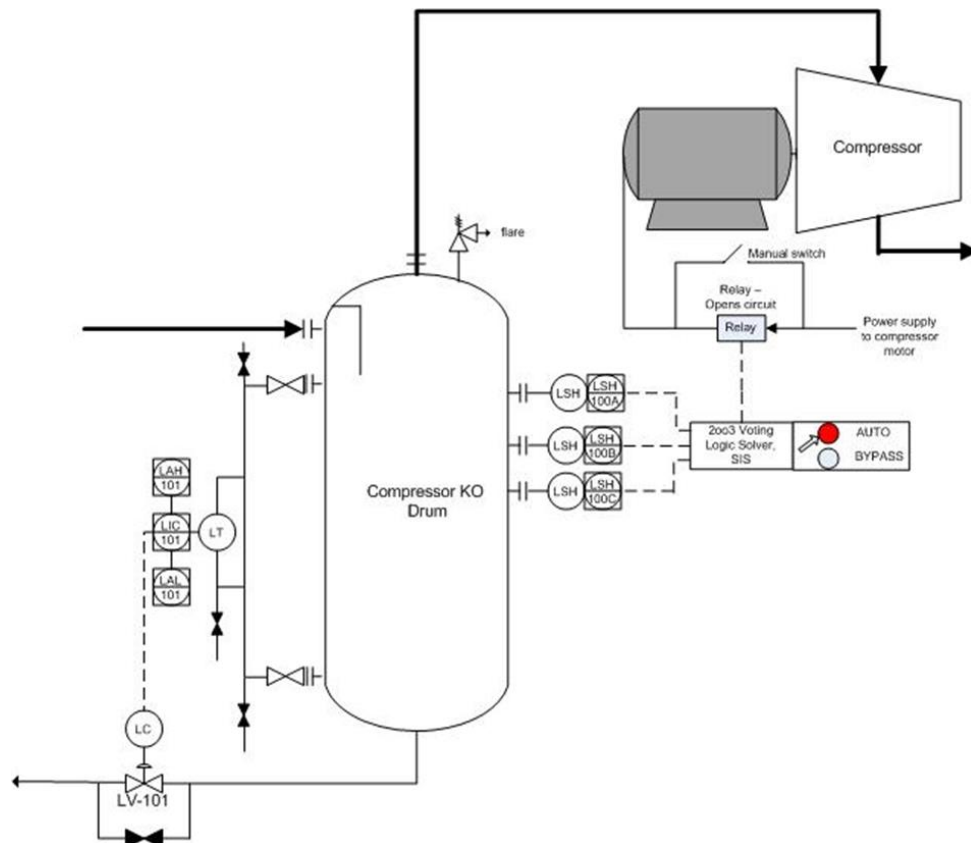 Compressor
flare
Manual switch
Relay –
Opens circuit
Relay
Power supply
to compressor
motor
LSH
LSH
100A
LSH
LSH
100B
LSH
LSH
100C
2oo3 Voting
Logic Solver,
SIS
AUTO
BYPASS
Compressor KO
Drum
LAH
101
LIC
101
LT
LAL
101
LC
LV-101